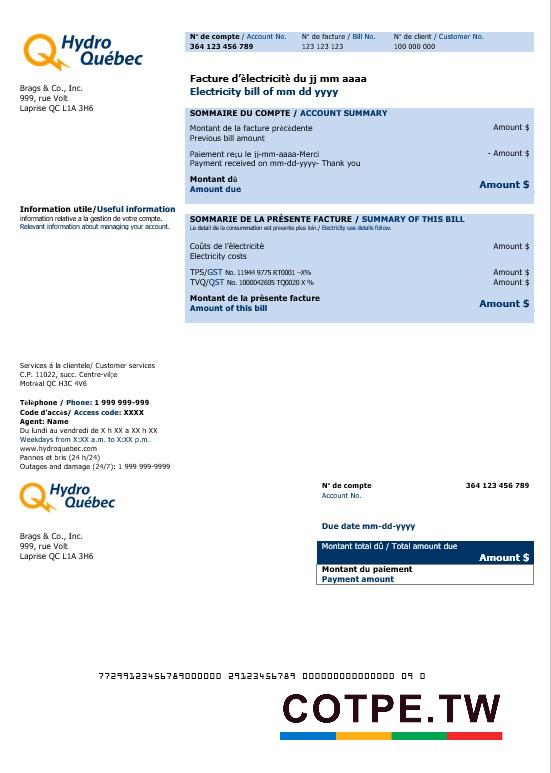 Hydro
Québec
N° de compte / Account No.
364 123 456 789
N° de facture / Bill No.
123 123 123
N° de client / Customer No.
100 000 000
Brags & Co., Inc.
999, rue Volt
Laprise QC L1A 3H6
Facture d'èlectricitè du jj mm aaaa
Electricity bill of mm dd yyyy
SOMMAIRE DU COMPTE / ACCOUNT SUMMARY
Montant de la facture prècèdente Amount $
Previous bill amount
Paiement reçu le jj-mm-aaaa-Merci - Amount $
Payment received on mm-dd-yyyy- Thank you
Montant dû
Amount due Amount $
Information utile/Useful information
information relative a la gestion de votre compte.
Relevant information about managing your account.
SOMMARIE DE LA PRÉSENTE FACTURE / SUMMARY OF THIS BILL
Le detail de la consummation est presente plus loin./ Electricity use details follow.
Coûts de l'èlectricitè Amount $
Electricity costs
TPS/GST No. 11944 9775 RT0001 –X% Amount $
TVQ/QST No. 1000042605 TQ0020 X % Amount $
Montant de la prèsente facture
Amount of this bill Amount $
Services á la clientele/ Customer services
C.P. 11022, succ. Centre-vil;e
Motrèal QC H3C 4V6
Tèlèphone / Phone: 1 999 999-999
Code d'accès/ Access code: XXXX
Agent: Name
Du lundi au vendredi de X h XX a XX h XX
Weekdays from X:XX a.m. to X:XX p.m.
www.hydroquebec.com
Pannes et bris (24 h/24)
Outages and damage (24/7): 1 999 999-9999
Hydro
Québec
N° de compte 364 123 456 789
Account No.
Due date mm-dd-yyyy
Brags & Co., Inc.
999, rue Volt
Laprise QC L1A 3H6
Montant total dû / Total amount due
Amount $
Montant du paiement
Payment amount
77299123456789000000 29123456789 000000000000000 09 0
COTPE.TW